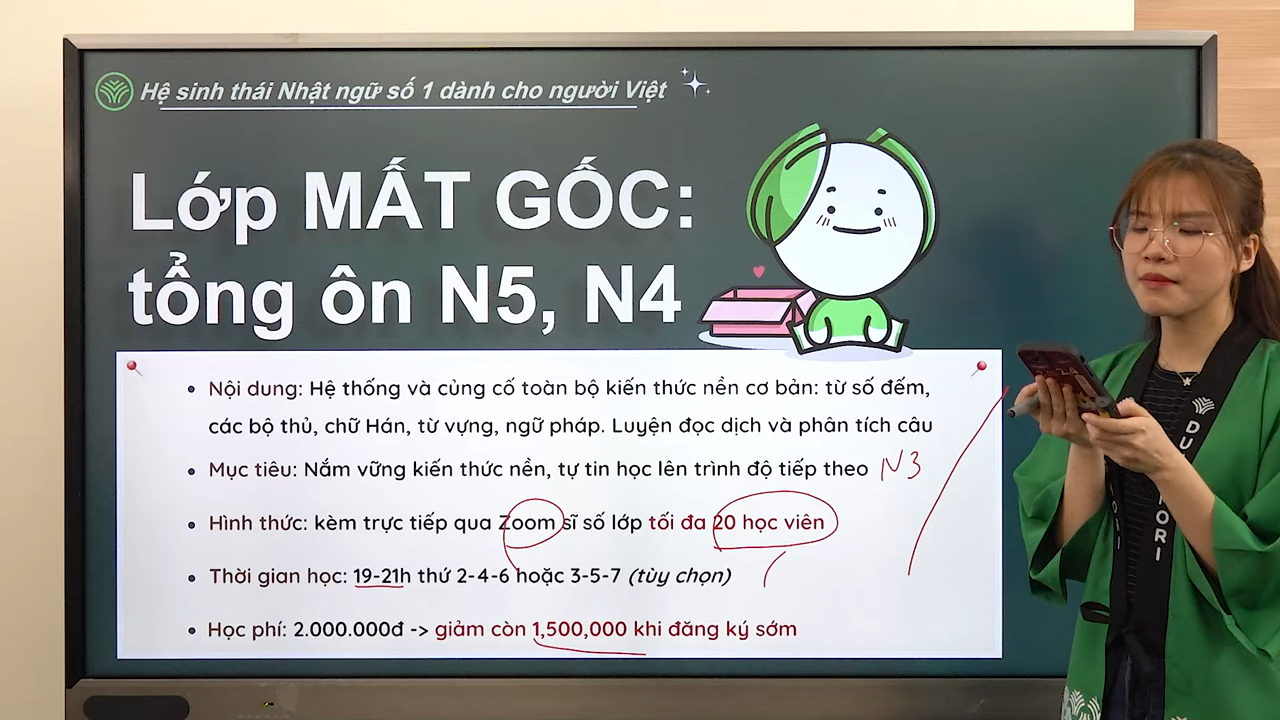 Hệ sinh thái Nhật ngữ số 1 dành cho người Việt
Lớp MẤT GỐC:
tổng ôn N5, N4
Nội dung: Hệ thống và củng cố toàn bộ kiến thức nền cơ bản: từ số đếm,
các bộ thủ, chữ Hán, từ vựng, ngữ pháp. Luyện đọc dịch và phân tích câu
Mục tiêu: Nắm vững kiến thức nền, tự tin học lên trình độ tiếp theo N3
Hình thức: kèm trực tiếp qua Zoom sĩ số lớp tối đa 20 học viên
Thời gian học: 19-21h thứ 2-4-6 hoặc 3-5-7 (tùy chọn)
Học phí: 2.000.000đ -> giảm còn 1,500,000 khi đăng ký sớm